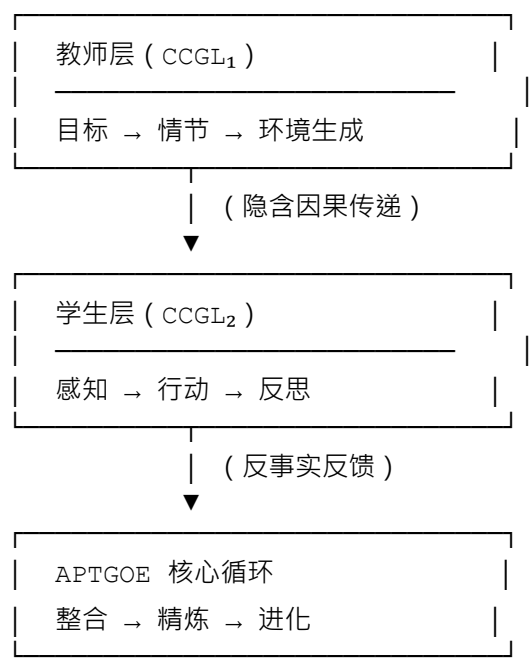 教师层（CCGL₁）
目标 → 情节 → 环境生成
（隐含因果传递）
学生层（CCGL₂）
感知 → 行动 → 反思
（反事实反馈）
APTGOE 核心循环
整合 → 精炼 → 进化